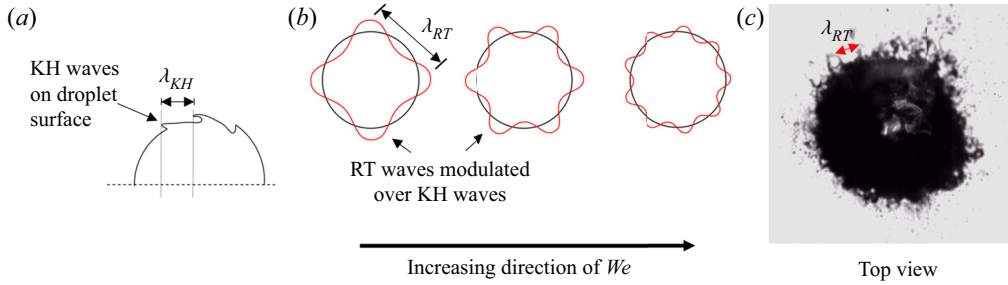 (a)
KH waves
on droplet
surface
λKH
(b)
λRT
RT waves modulated
over KH waves
Increasing direction of We
(c)
λRT
Top view